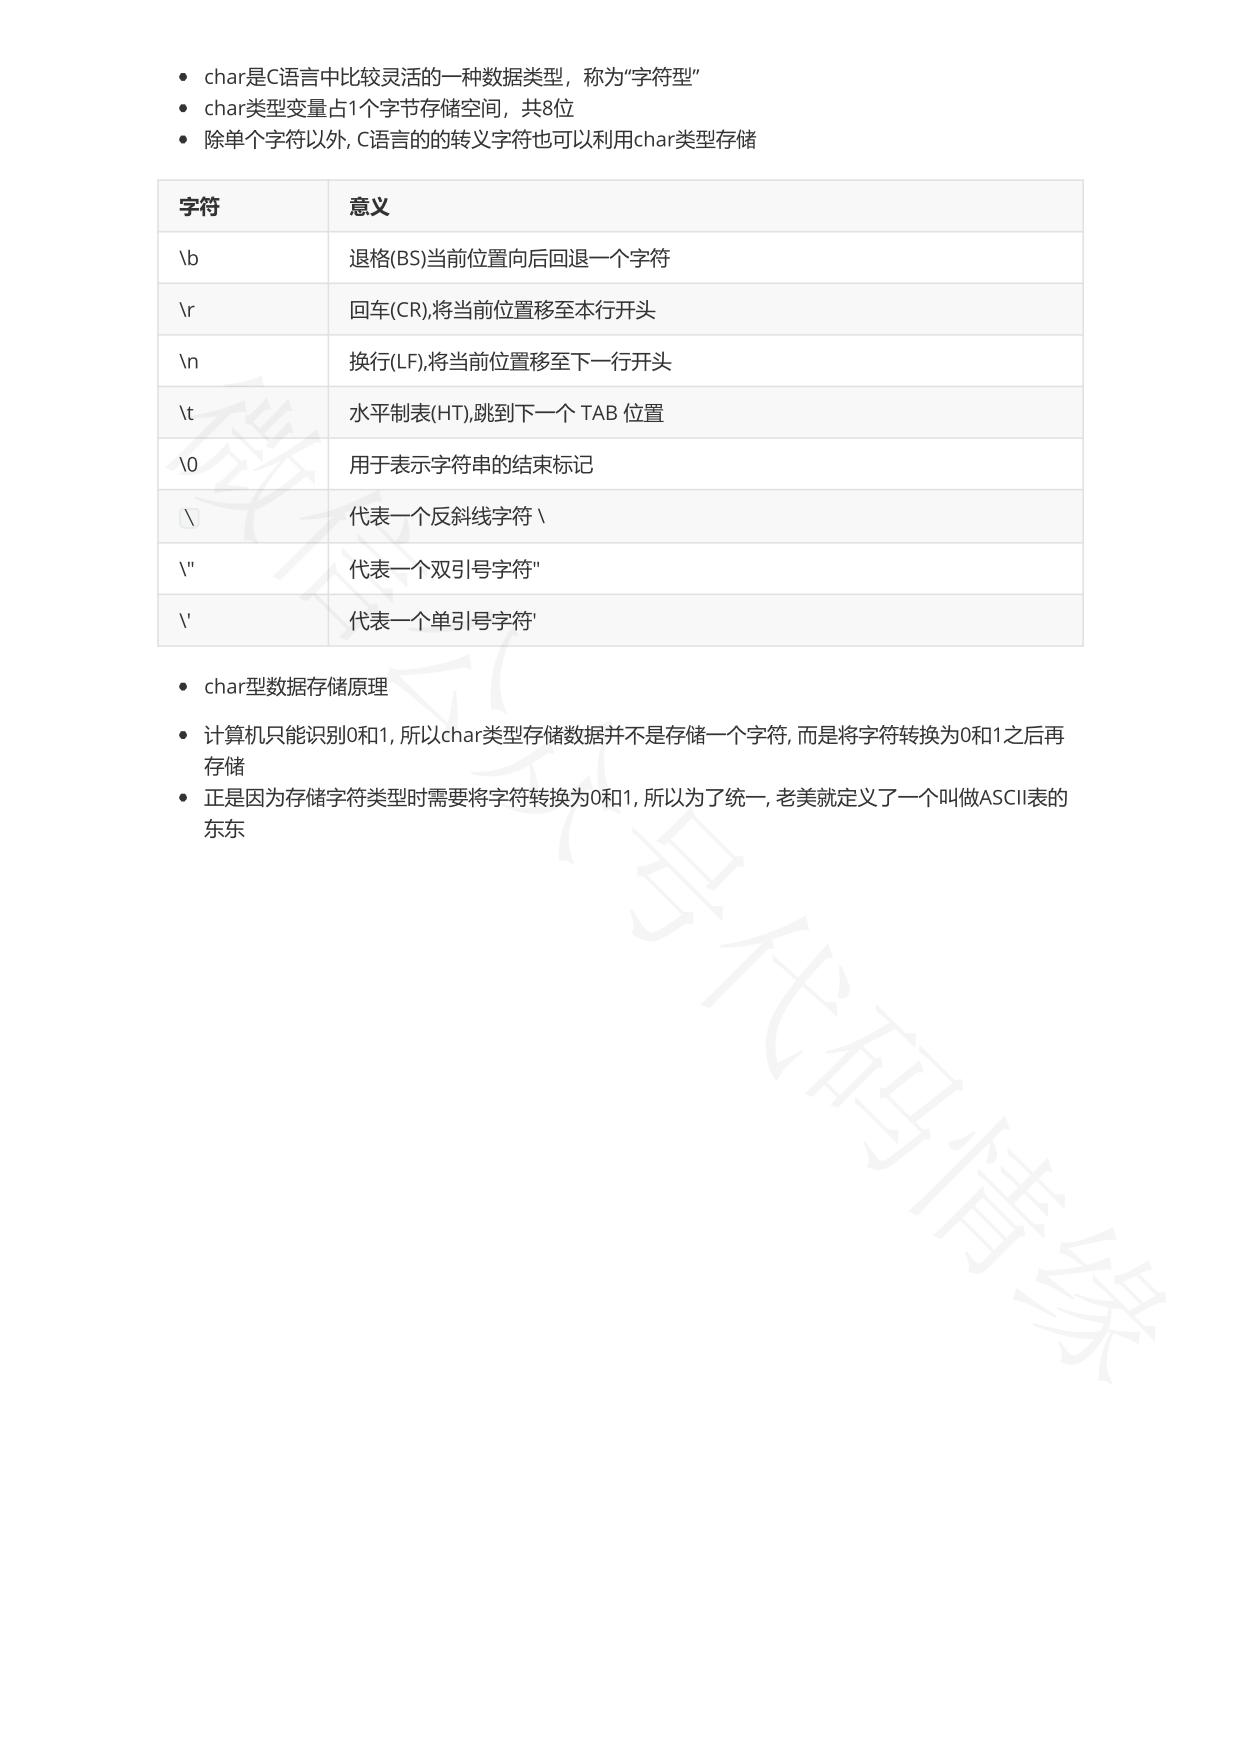 char是C语言中比较灵活的一种数据类型，称为“字符型”
char类型变量占1个字节存储空间，共8位
除单个字符以外, C语言的的转义字符也可以利用char类型存储
字符 意义
\b 退格(BS)当前位置向后回退一个字符
\r 回车(CR),将当前位置移至本行开头
\n 换行(LF),将当前位置移至下一行开头
\t 水平制表(HT),跳到下一个 TAB 位置
\0 用于表示字符串的结束标记
\ 代表一个反斜线字符 \
\" 代表一个双引号字符"
\' 代表一个单引号字符'
char型数据存储原理
计算机只能识别0和1, 所以char类型存储数据并不是存储一个字符, 而是将字符转换为0和1之后再
存储
正是因为存储字符类型时需要将字符转换为0和1, 所以为了统一, 老美就定义了一个叫做ASCII表的
东东
微信公众号代码情缘